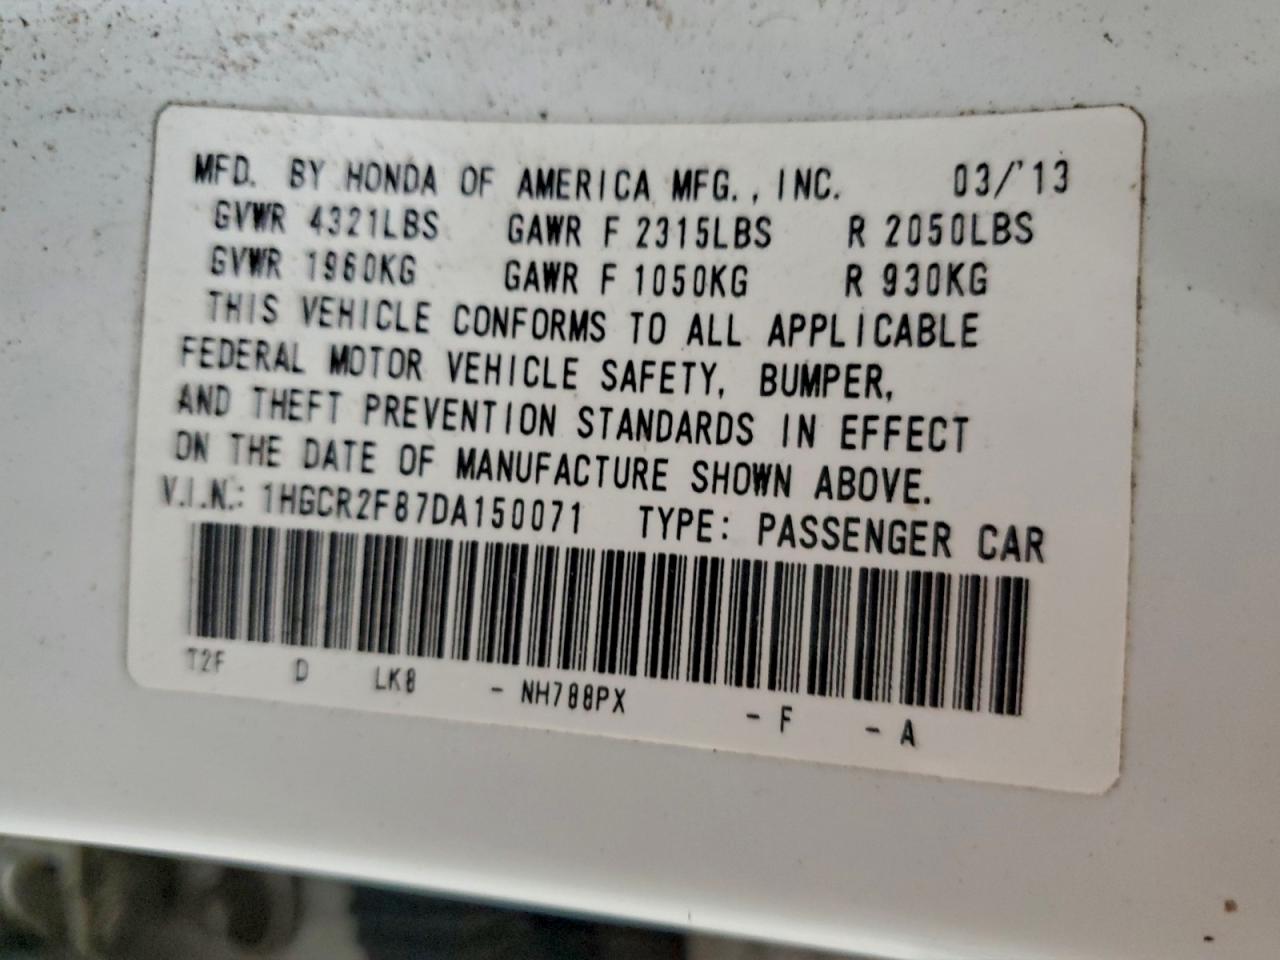 MFD. BY HONDA OF AMERICA MFG., INC. 03/'13
GVWR 4321LBS GAWR F 2315LBS R 2050LBS
GVWR 1960KG GAWR F 1050KG R 930KG
THIS VEHICLE CONFORMS TO ALL APPLICABLE
FEDERAL MOTOR VEHICLE SAFETY, BUMPER,
AND THEFT PREVENTION STANDARDS IN EFFECT
ON THE DATE OF MANUFACTURE SHOWN ABOVE.
V.I.N.: 1HGCR2F87DA150071 TYPE: PASSENGER CAR
T2F D LK8 - NH788PX - F - A